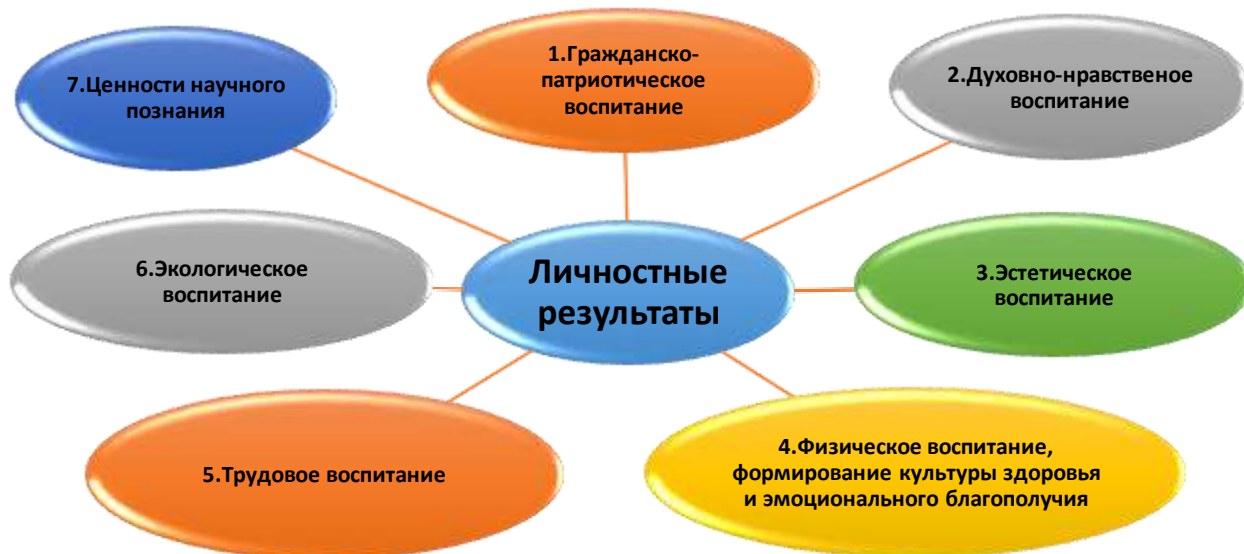 1.Гражданско-
патриотическое
воспитание
2.Духовно-нравственое
воспитание
3.Эстетическое
воспитание
4.Физическое воспитание,
формирование культуры здоровья
и эмоционального благополучия
5.Трудовое воспитание
6.Экологическое
воспитание
7.Ценности научного
познания
Личностные
результаты